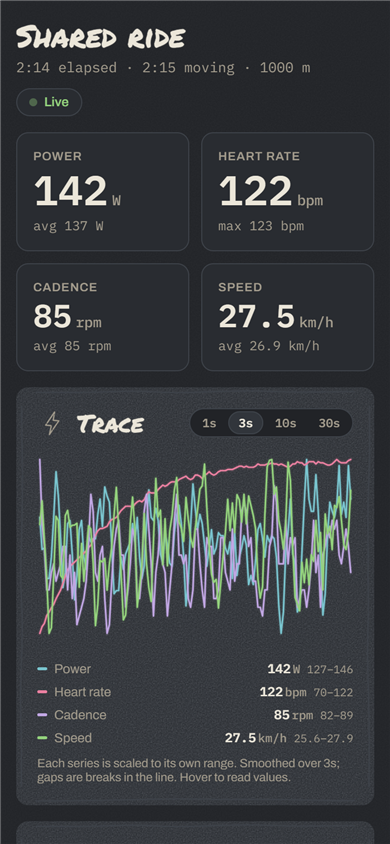 Shared ride
2:14 elapsed · 2:15 moving · 1000 m
Live
POWER
142 W
avg 137 W
HEART RATE
122 bpm
max 123 bpm
CADENCE
85 rpm
avg 85 rpm
SPEED
27.5 km/h
avg 26.9 km/h
Trace
1s 3s 10s 30s
Power 142 W 127–146
Heart rate 122 bpm 70–122
Cadence 85 rpm 82–89
Speed 27.5 km/h 25.6–27.9
Each series is scaled to its own range. Smoothed over 3s;
gaps are breaks in the line. Hover to read values.